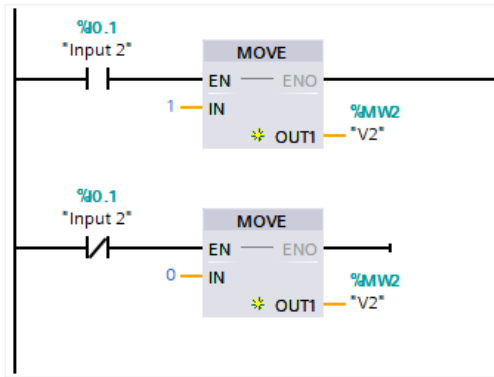 %I0.1
"Input 2"
MOVE
EN ENO
1 IN
%MW2
OUT1 "V2"
%I0.1
"Input 2"
MOVE
EN ENO
0 IN
%MW2
OUT1 "V2"